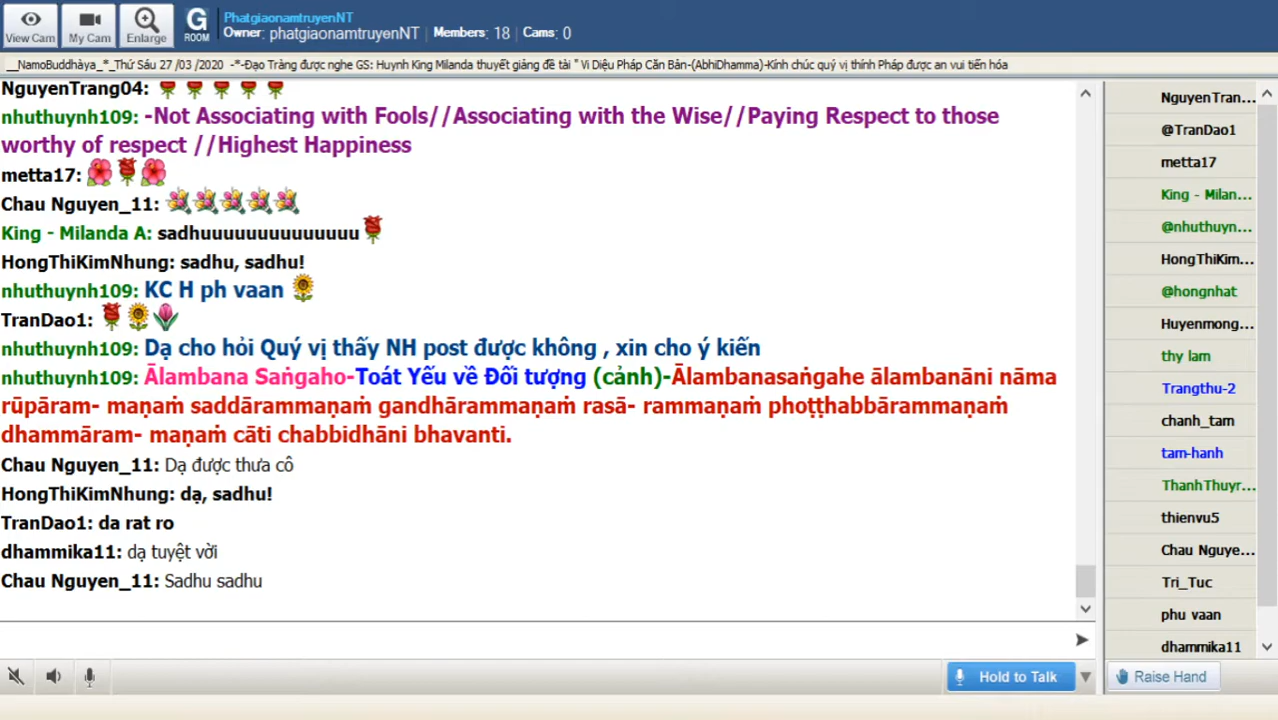 View Cam
My Cam
Enlarge
G
ROOM
PhatgiaonamtruyenNT
Owner: phatgiaonamtruyenNT | Members: 18 | Cams: 0
__NamoBuddhàya_*_Thứ Sáu 27 /03 /2020 -*-Đạo Tràng được nghe GS: Huynh King Milanda thuyết giảng đề tài " Vi Diệu Pháp Căn Bản-(AbhiDhamma)-Kính chúc quý vị thính Pháp được an vui tiến hóa
NguyenTrang04:
nhuthuynh109: -Not Associating with Fools//Associating with the Wise//Paying Respect to those
worthy of respect //Highest Happiness
metta17:
Chau Nguyen_11:
King - Milanda A: sadhuuuuuuuuuuuuuu
HongThiKimNhung: sadhu, sadhu!
nhuthuynh109: KC H ph vaan
TranDao1:
nhuthuynh109: Dạ cho hỏi Quý vị thấy NH post được không , xin cho ý kiến
nhuthuynh109: Ālambana Saṅgaho-Toát Yếu về Đối tượng (cảnh)-Ālambanasaṅgahe ālambanāni nāma
rūpāram- maṇaṁ saddārammaṇaṁ gandhārammaṇaṁ rasā- rammaṇaṁ phoṭṭhabbārammaṇaṁ
dhammāram- maṇaṁ cāti chabbidhāni bhavanti.
Chau Nguyen_11: Dạ được thưa cô
HongThiKimNhung: dạ, sadhu!
TranDao1: da rat ro
dhammika11: dạ tuyệt vời
Chau Nguyen_11: Sadhu sadhu
Hold to Talk
NguyenTran...
@TranDao1
metta17
King - Milan...
@nhuthuyn...
HongThiKim...
@hongnhat
Huyenmong...
thy lam
Trangthu-2
chanh_tam
tam-hanh
ThanhThuyr...
thienvu5
Chau Nguye...
Tri_Tuc
phu vaan
dhammika11
Raise Hand